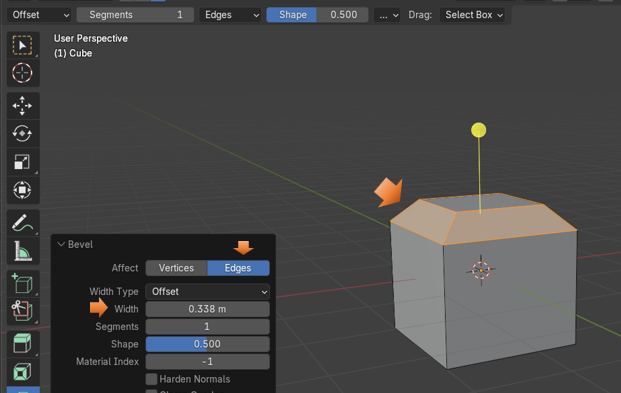 Offset Segments 1 Edges Shape 0.500 ... Drag: Select Box
User Perspective
(1) Cube
Bevel
Affect Vertices Edges
Width Type Offset
Width 0.338 m
Segments 1
Shape 0.500
Material Index -1
Harden Normals